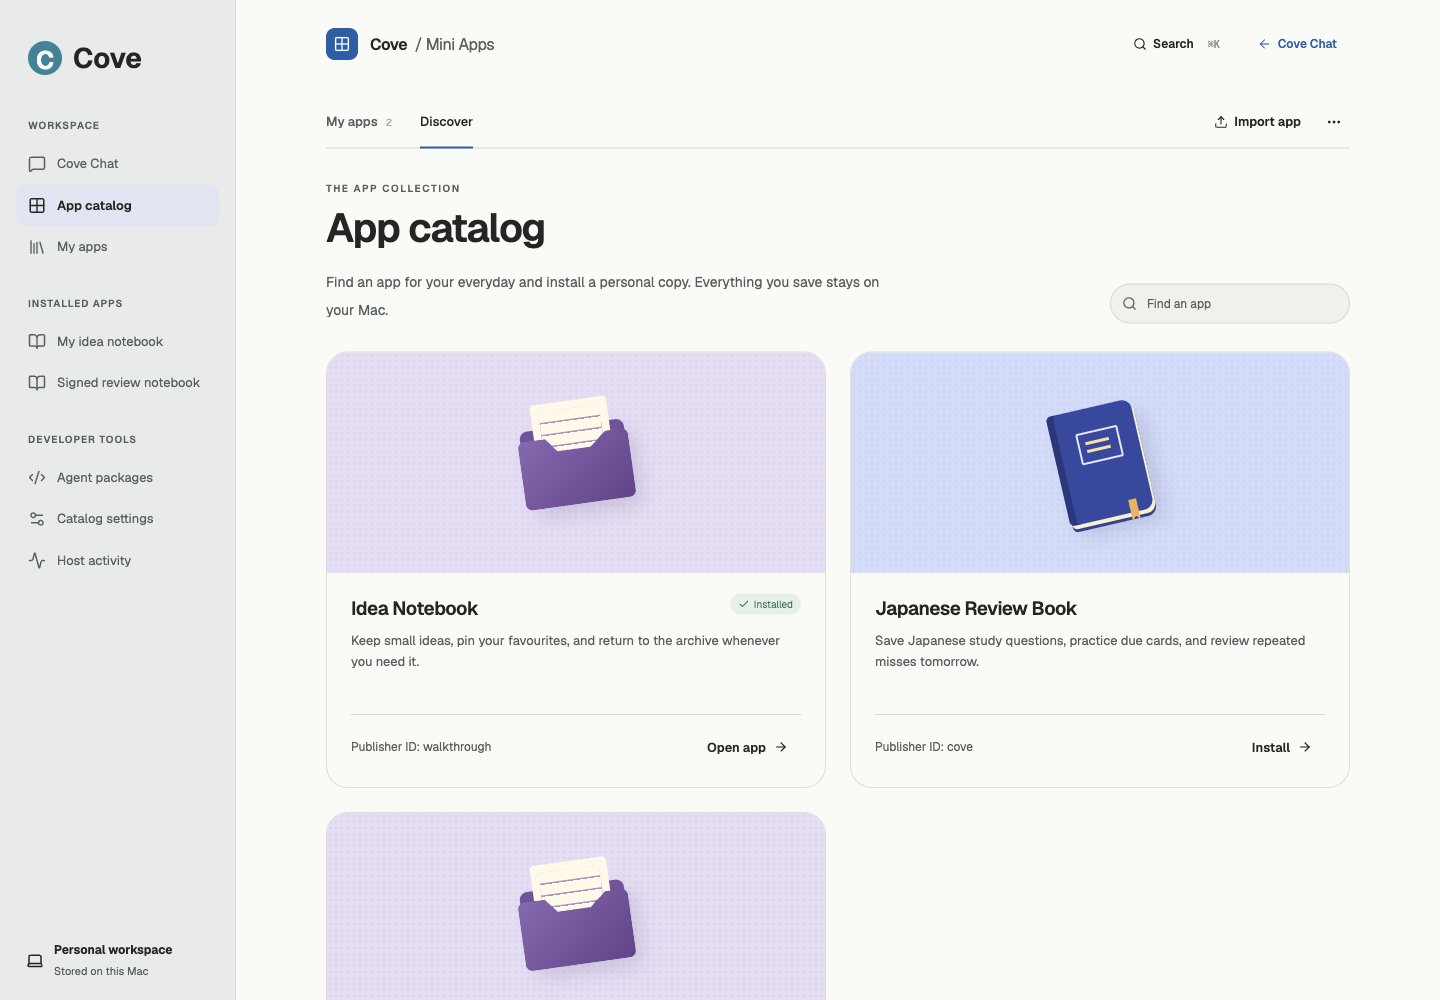 C Cove
WORKSPACE
Cove Chat
App catalog
My apps
INSTALLED APPS
My idea notebook
Signed review notebook
DEVELOPER TOOLS
Agent packages
Catalog settings
Host activity
Personal workspace
Stored on this Mac
Cove / Mini Apps
Search ⌘K
Cove Chat
My apps 2
Discover
Import app
THE APP COLLECTION
App catalog
Find an app for your everyday and install a personal copy. Everything you save stays on
your Mac.
Find an app
Idea Notebook
Installed
Keep small ideas, pin your favourites, and return to the archive whenever
you need it.
Publisher ID: walkthrough
Open app
Japanese Review Book
Save Japanese study questions, practice due cards, and review repeated
misses tomorrow.
Publisher ID: cove
Install